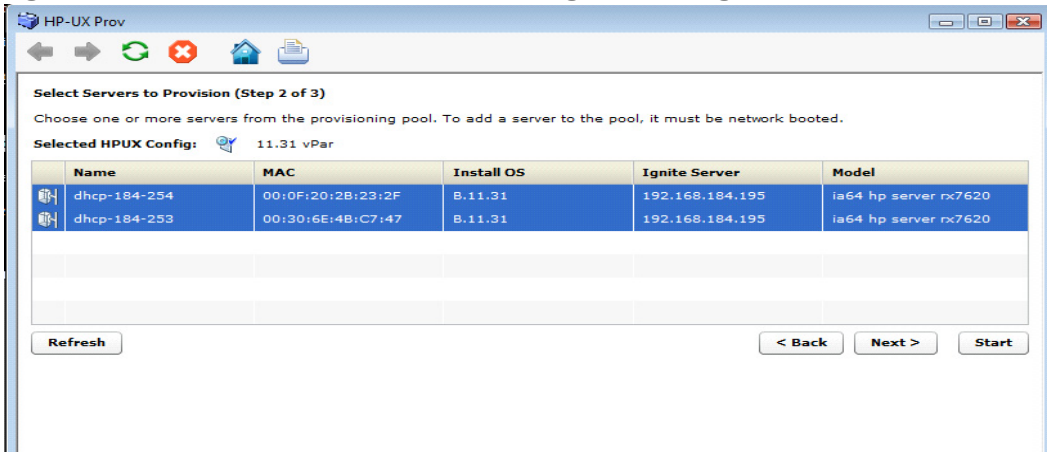 HP-UX Prov
Select Servers to Provision (Step 2 of 3)
Choose one or more servers from the provisioning pool. To add a server to the pool, it must be network booted.
Selected HPUX Config: 11.31 vPar
Name MAC Install OS Ignite Server Model
dhcp-184-254 00:0F:20:2B:23:2F B.11.31 192.168.184.195 ia64 hp server rx7620
dhcp-184-253 00:30:6E:4B:C7:47 B.11.31 192.168.184.195 ia64 hp server rx7620
Refresh < Back Next > Start